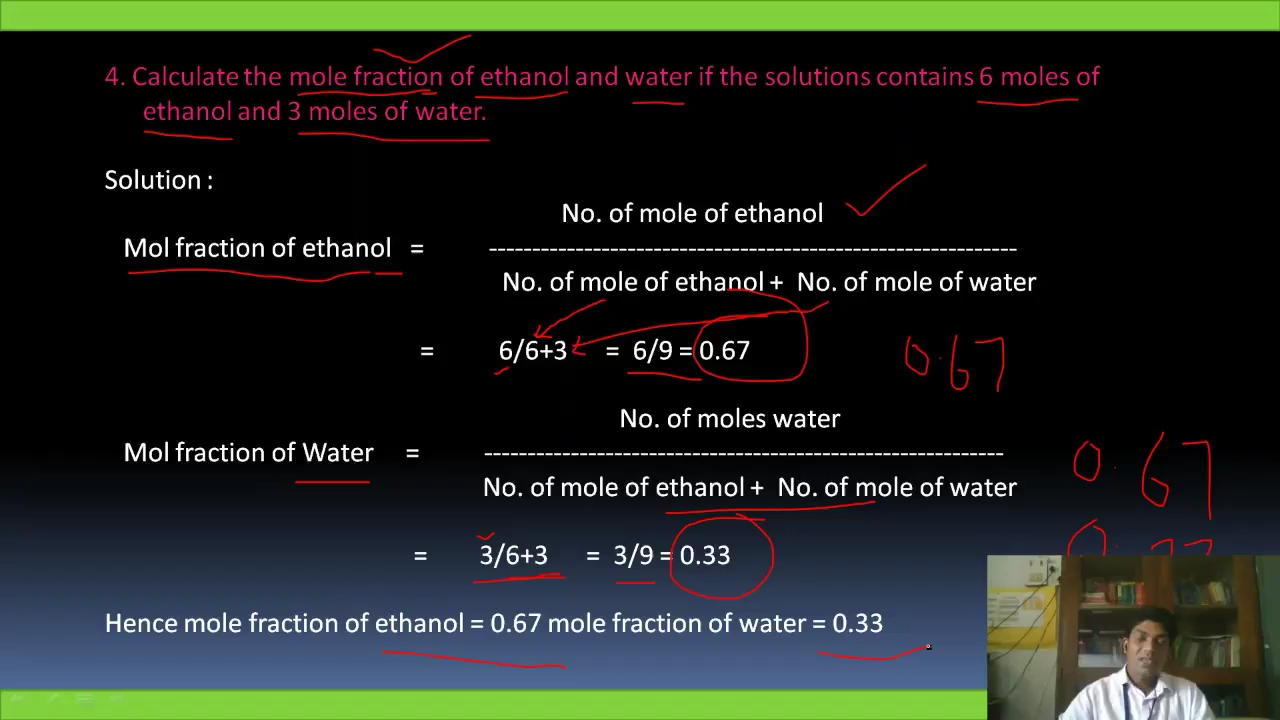 4. Calculate the mole fraction of ethanol and water if the solutions contains 6 moles of
ethanol and 3 moles of water.
Solution :
No. of mole of ethanol
Mol fraction of ethanol = ------------------------------------------------------------
No. of mole of ethanol + No. of mole of water
= 6/6+3 = 6/9 = 0.67
0.67
No. of moles water
Mol fraction of Water = -----------------------------------------------------------
No. of mole of ethanol + No. of mole of water
0.67
= 3/6+3 = 3/9 = 0.33
Hence mole fraction of ethanol = 0.67 mole fraction of water = 0.33